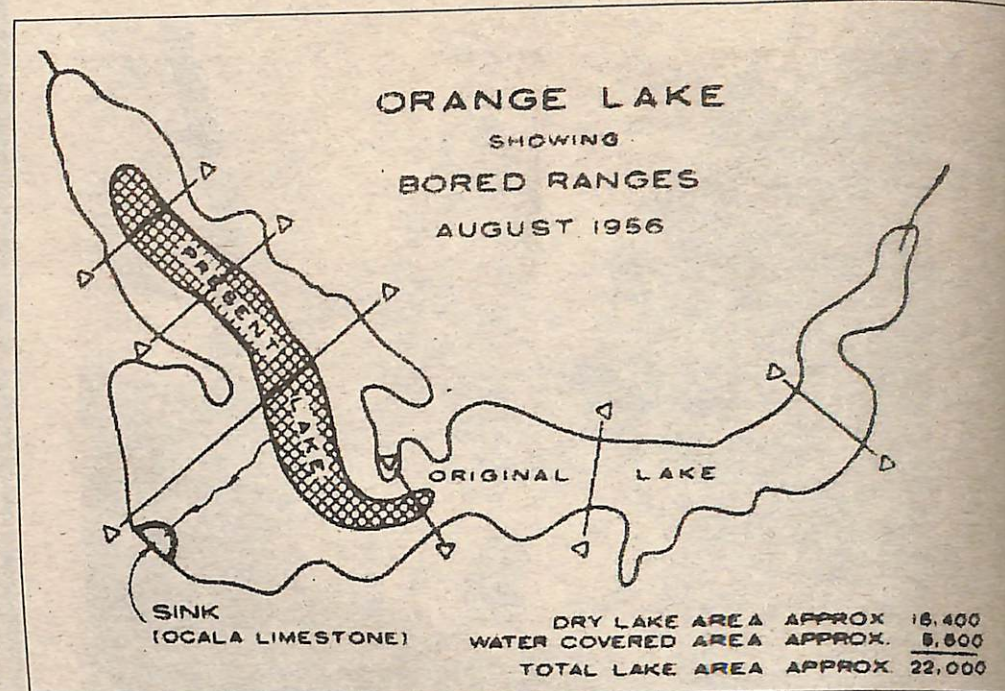 ORANGE LAKE
SHOWING
BORED RANGES
AUGUST 1956
PRESENT LAKE
ORIGINAL LAKE
SINK
(OCALA LIMESTONE)
DRY LAKE AREA APPROX 16,400
WATER COVERED AREA APPROX. 5,600
TOTAL LAKE AREA APPROX. 22,000